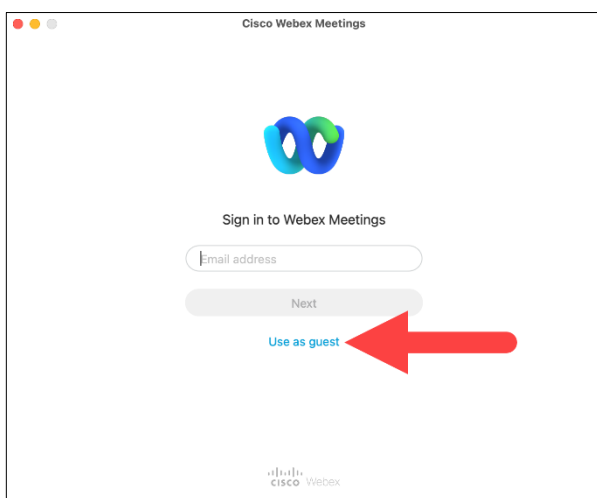 Cisco Webex Meetings
Sign in to Webex Meetings
Email address
Next
Use as guest
cisco Webex